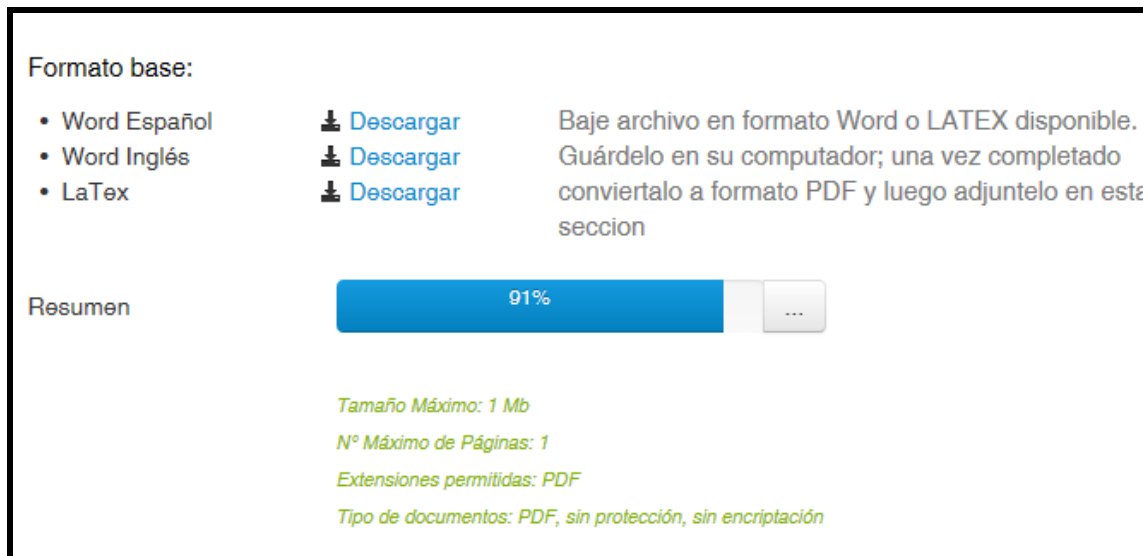 Formato base:
• Word Español Descargar Baje archivo en formato Word o LATEX disponible.
• Word Inglés Descargar Guárdelo en su computador; una vez completado
• LaTex Descargar conviertalo a formato PDF y luego adjuntelo en esta
seccion
Resumen 91% ...
Tamaño Máximo: 1 Mb
Nº Máximo de Páginas: 1
Extensiones permitidas: PDF
Tipo de documentos: PDF, sin protección, sin encriptación